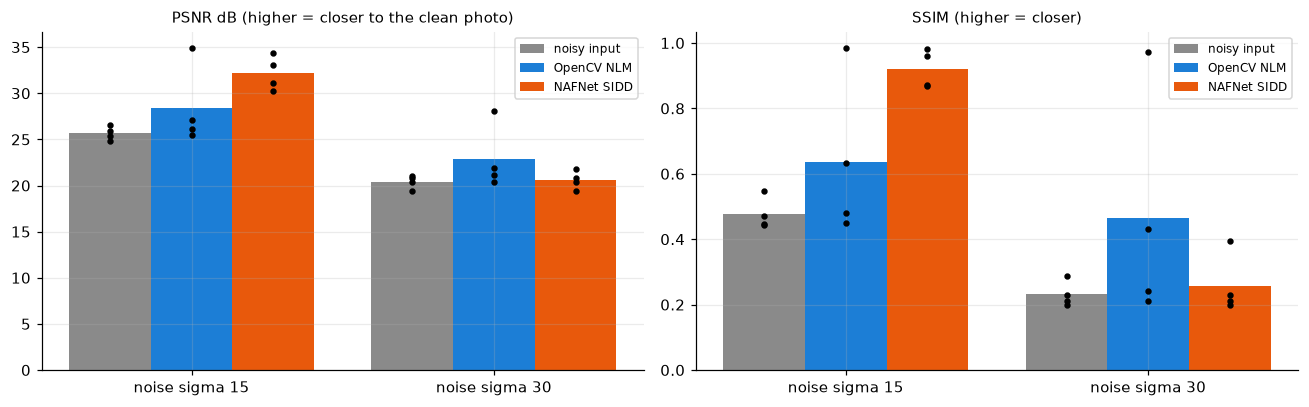 PSNR dB (higher = closer to the clean photo)
35
30
25
20
15
10
5
0
noise sigma 15
noise sigma 30
noisy input
OpenCV NLM
NAFNet SIDD
SSIM (higher = closer)
1.0
0.8
0.6
0.4
0.2
0.0
noise sigma 15
noise sigma 30
noisy input
OpenCV NLM
NAFNet SIDD